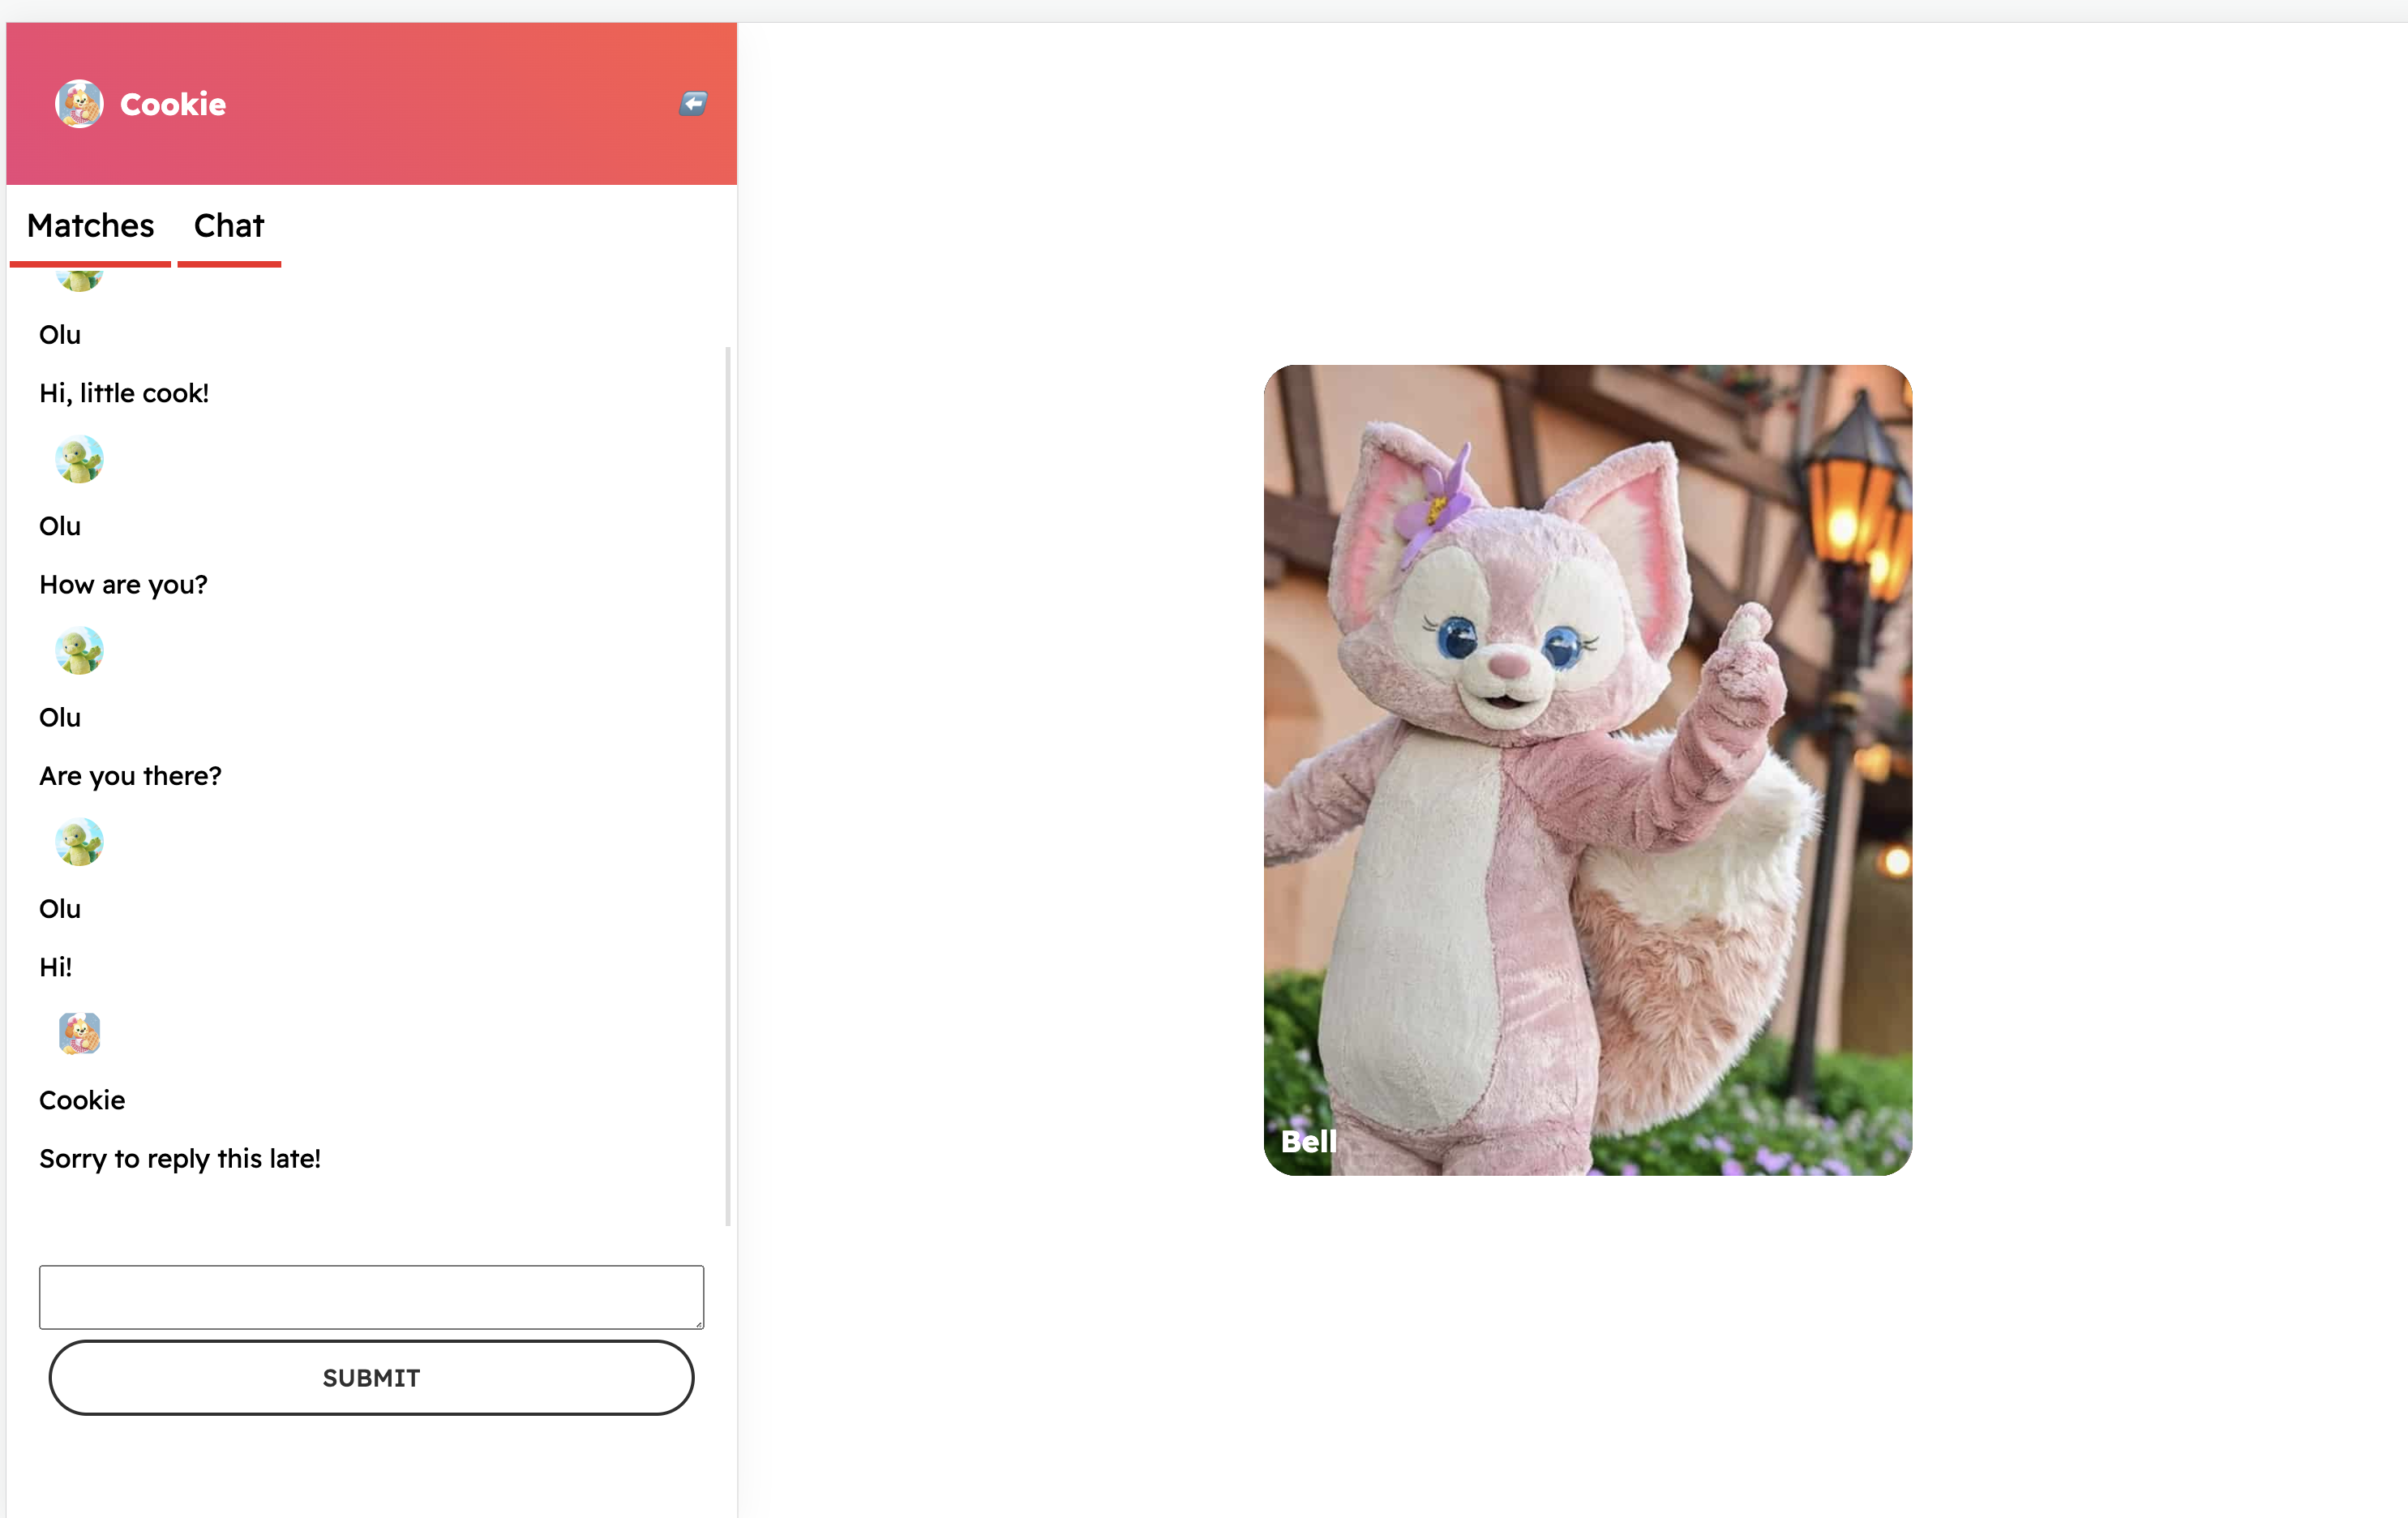 Cookie
Matches
Chat
Olu
Hi, little cook!
Olu
How are you?
Olu
Are you there?
Olu
Hi!
Cookie
Sorry to reply this late!
SUBMIT
Bell